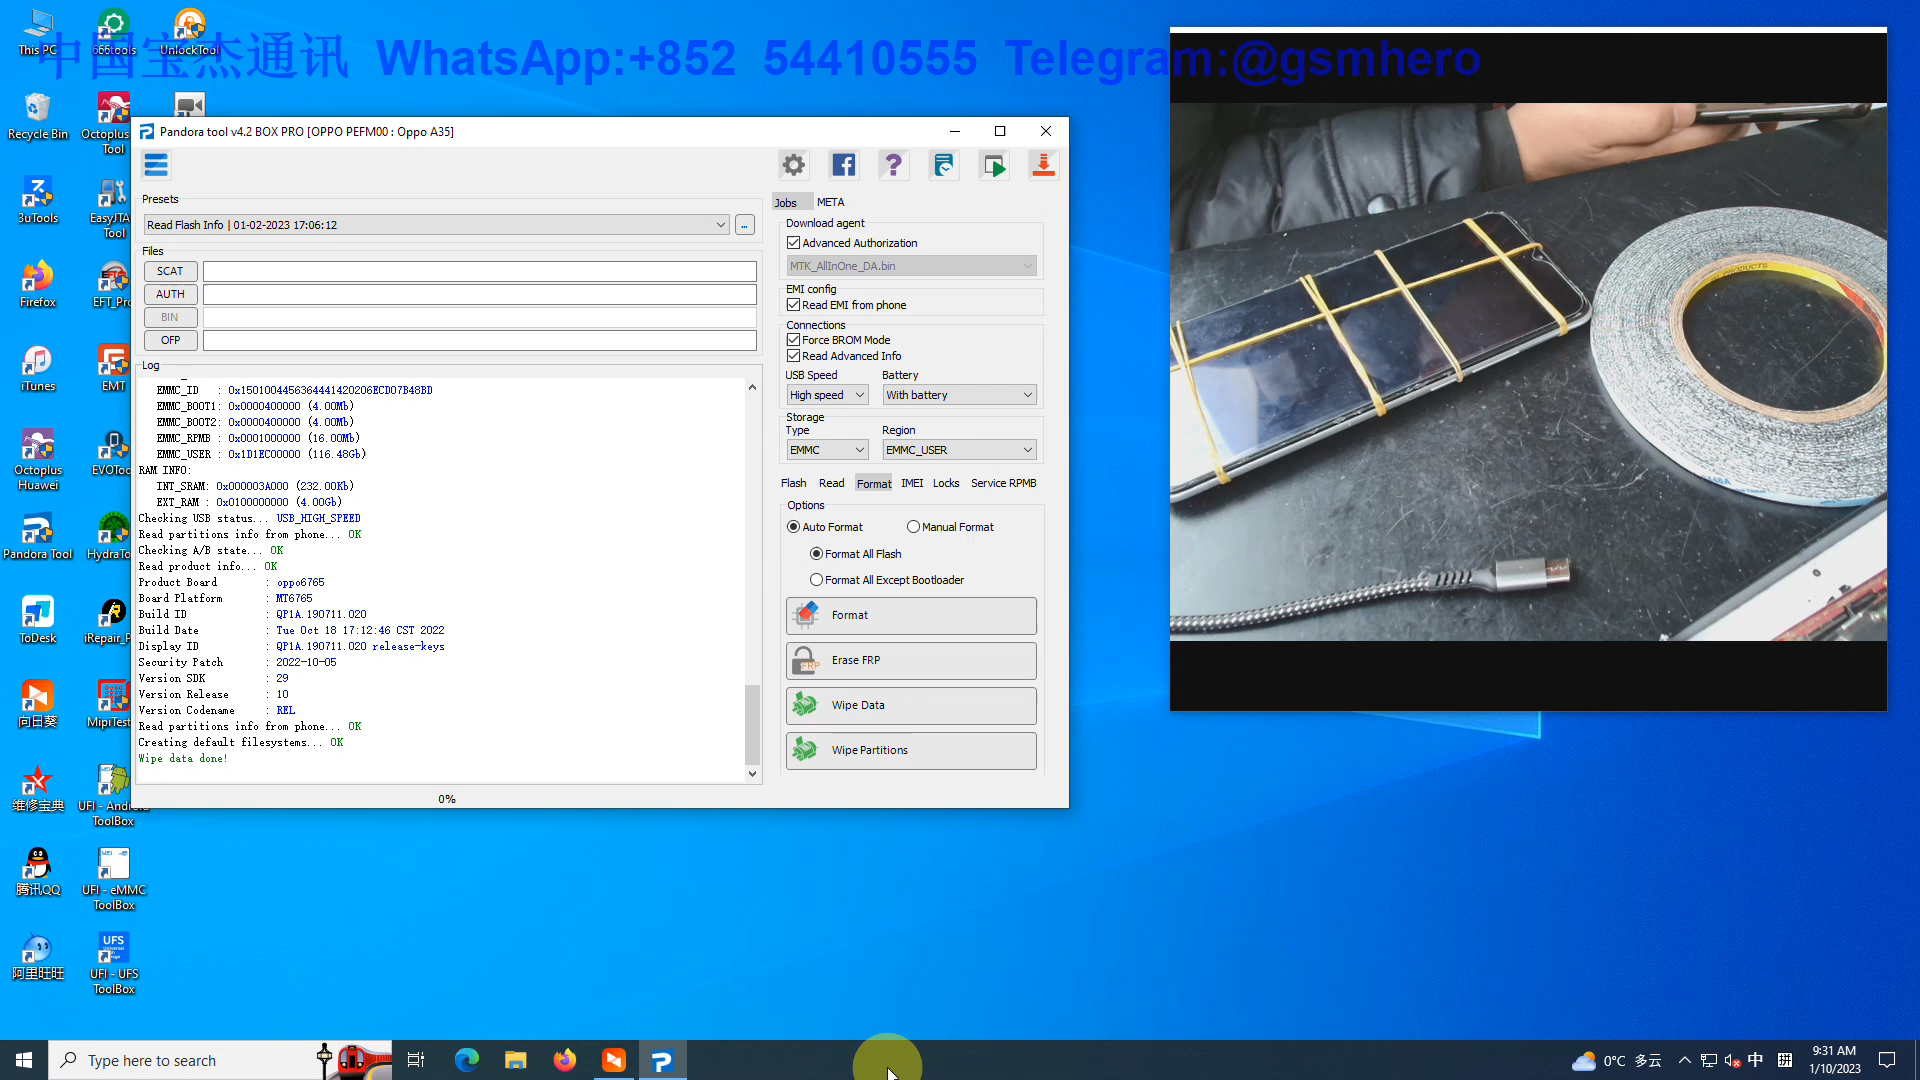 This PC
666tools
UnlockTool
中国宝杰通讯 WhatsApp:+852 54410555 Telegram:@gsmhero
Recycle Bin
Octoplus
Tool
3uTools
EasyJTA
Tool
Firefox
EFT_Pro
iTunes
EMT
Octoplus
Huawei
EVOToo
Pandora Tool
HydraTo
ToDesk
iRepair_P
向日葵
MipiTest
维修宝典
UFI - Andro
ToolBox
腾讯QQ
UFI - eMMC
ToolBox
阿里旺旺
UFS
UFI - UFS
ToolBox
Pandora tool v4.2 BOX PRO [OPPO PEFM00 : Oppo A35]
Presets
Read Flash Info | 01-02-2023 17:06:12
...
Files
SCAT
AUTH
BIN
OFP
Log
EMMC_ID : 0x1501004456364441420206ECD07B48BD
EMMC_BOOT1: 0x0000400000 (4.00Mb)
EMMC_BOOT2: 0x0000400000 (4.00Mb)
EMMC_RPMB : 0x0001000000 (16.00Mb)
EMMC_USER : 0x1D1EC00000 (116.48Gb)
RAM INFO:
INT_SRAM: 0x000003A000 (232.00Kb)
EXT_RAM : 0x0100000000 (4.00Gb)
Checking USB status... USB_HIGH_SPEED
Read partitions info from phone... OK
Checking A/B state... OK
Read product info... OK
Product Board : oppo6765
Board Platform : MT6765
Build ID : QP1A.190711.020
Build Date : Tue Oct 18 17:12:46 CST 2022
Display ID : QP1A.190711.020 release-keys
Security Patch : 2022-10-05
Version SDK : 29
Version Release : 10
Version Codename : REL
Read partitions info from phone... OK
Creating default filesystems... OK
Wipe data done!
0%
Jobs
META
Download agent
Advanced Authorization
MTK_AllInOne_DA.bin
EMI config
Read EMI from phone
Connections
Force BROM Mode
Read Advanced Info
USB Speed Battery
High speed With battery
Storage
Type Region
EMMC EMMC_USER
Flash Read Format IMEI Locks Service RPMB
Options
Auto Format Manual Format
Format All Flash
Format All Except Bootloader
Format
FRP
Erase FRP
Wipe Data
Wipe Partitions
Type here to search
0°C 多云
中
拼
9:31 AM
1/10/2023